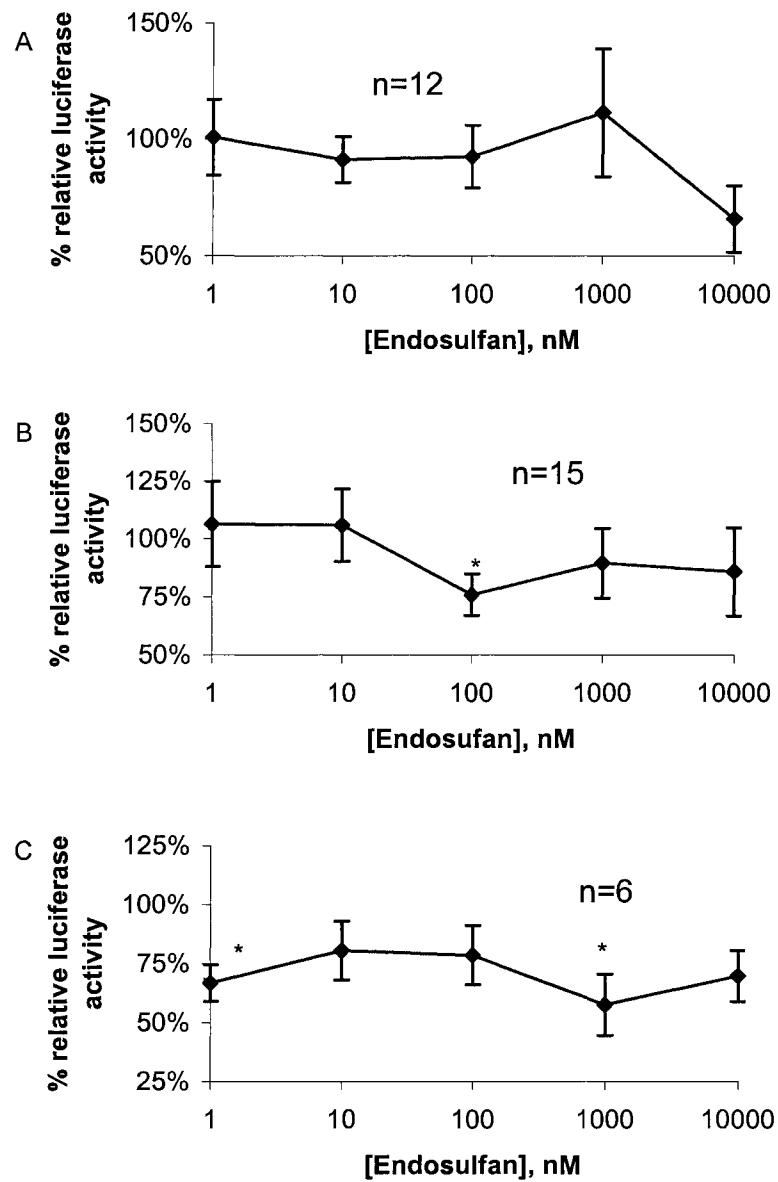 A
% relative luciferase
activity
150%
100%
50%
n=12
1 10 100 1000 10000
[Endosulfan], nM
B
% relative luciferase
activity
150%
125%
100%
75%
50%
n=15
*
1 10 100 1000 10000
[Endosufan], nM
C
% relative luciferase
activity
125%
100%
75%
50%
25%
n=6
* *
1 10 100 1000 10000
[Endosulfan], nM